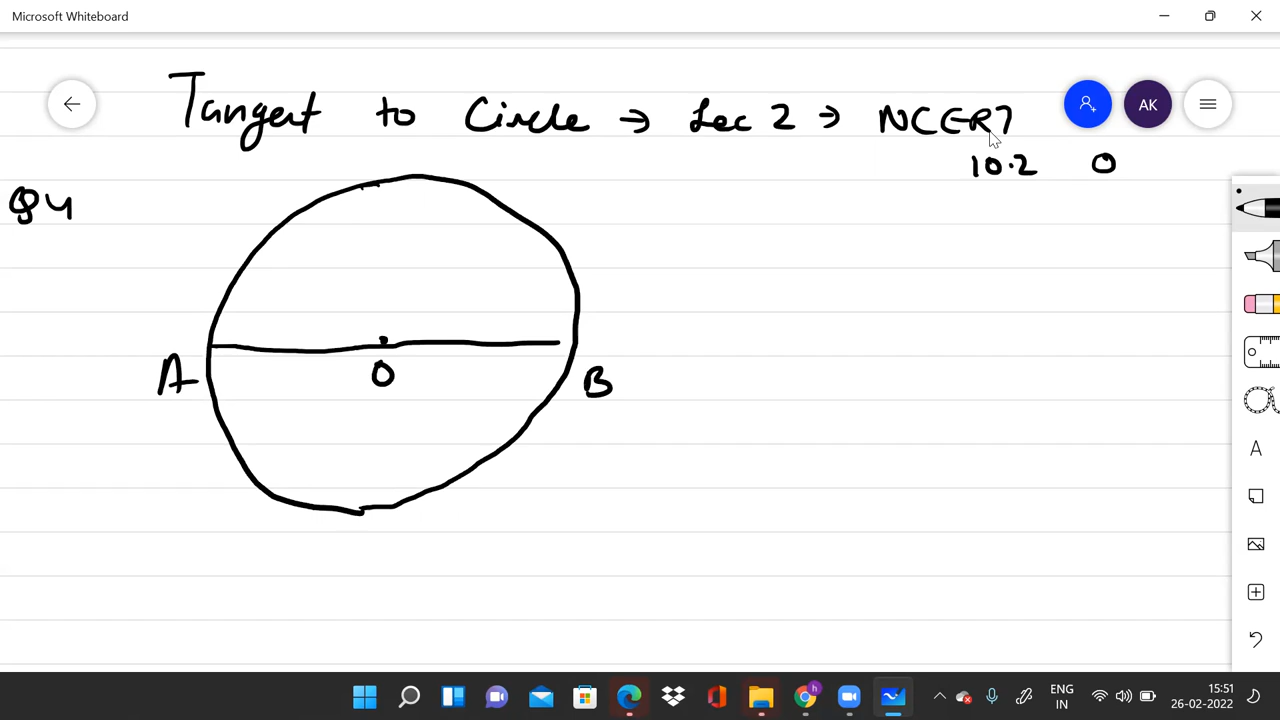 Microsoft Whiteboard
Tangent to Circle → Lec 2 → NCERT
AK
10.2 O
Q4
A O B
A
ENG
IN
15:51
26-02-2022